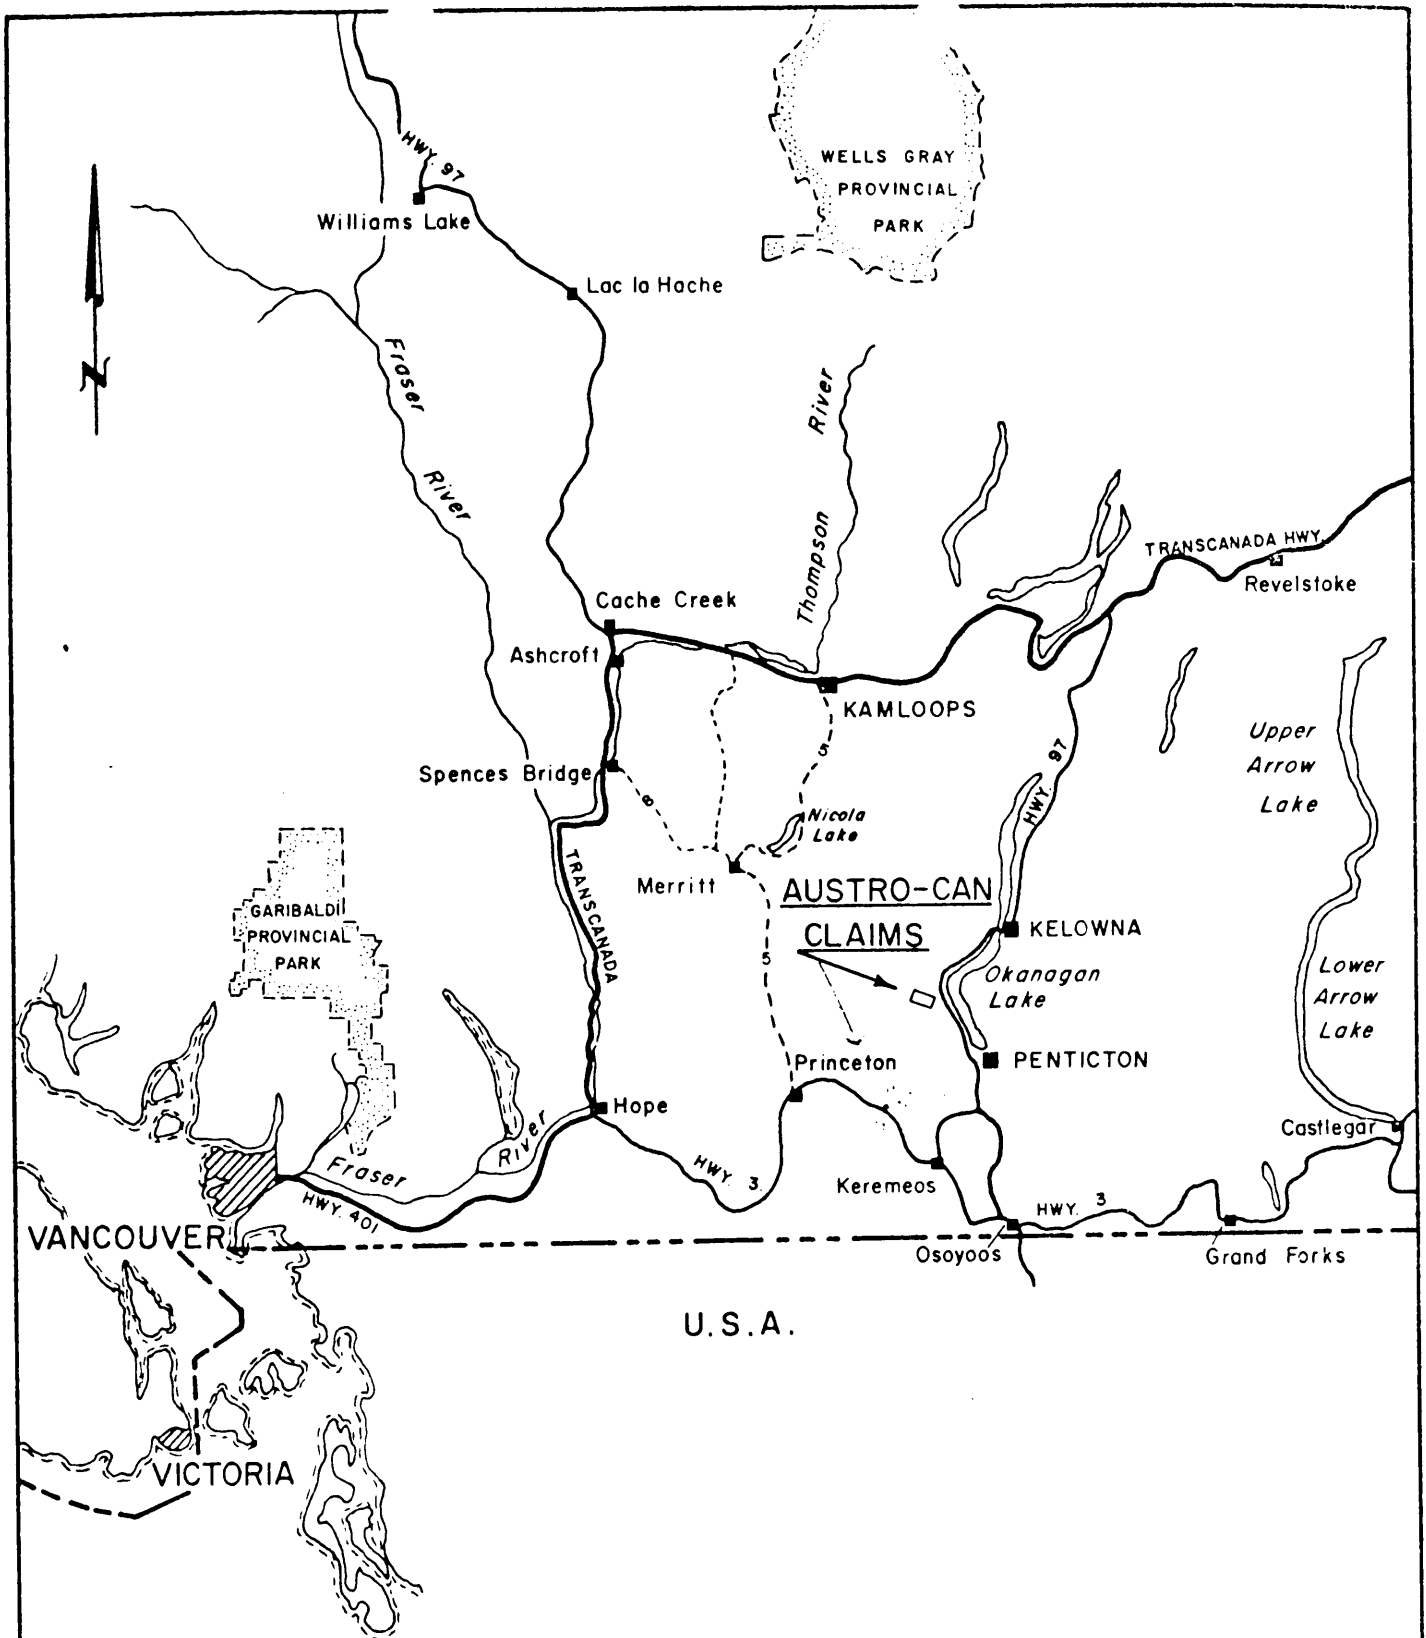 HWY. 97
Williams Lake
WELLS GRAY
PROVINCIAL
PARK
Lac la Hache
N
Fraser
River
Thompson
River
TRANSCANADA HWY.
Revelstoke
Cache Creek
Ashcroft
KAMLOOPS
5
Upper
Arrow
Lake
HWY. 97
Spences Bridge
8
Nicola
Lake
Merritt
TRANSCANADA
AUSTRO-CAN
CLAIMS
GARIBALDI
PROVINCIAL
PARK
KELOWNA
5
Okanagan
Lake
Lower
Arrow
Lake
Princeton
PENTICTON
Hope
Castlegar
Fraser
River
HWY. 3
Keremeos
HWY. 401
HWY. 3
VANCOUVER
Osoyoos
Grand Forks
U.S.A.
VICTORIA